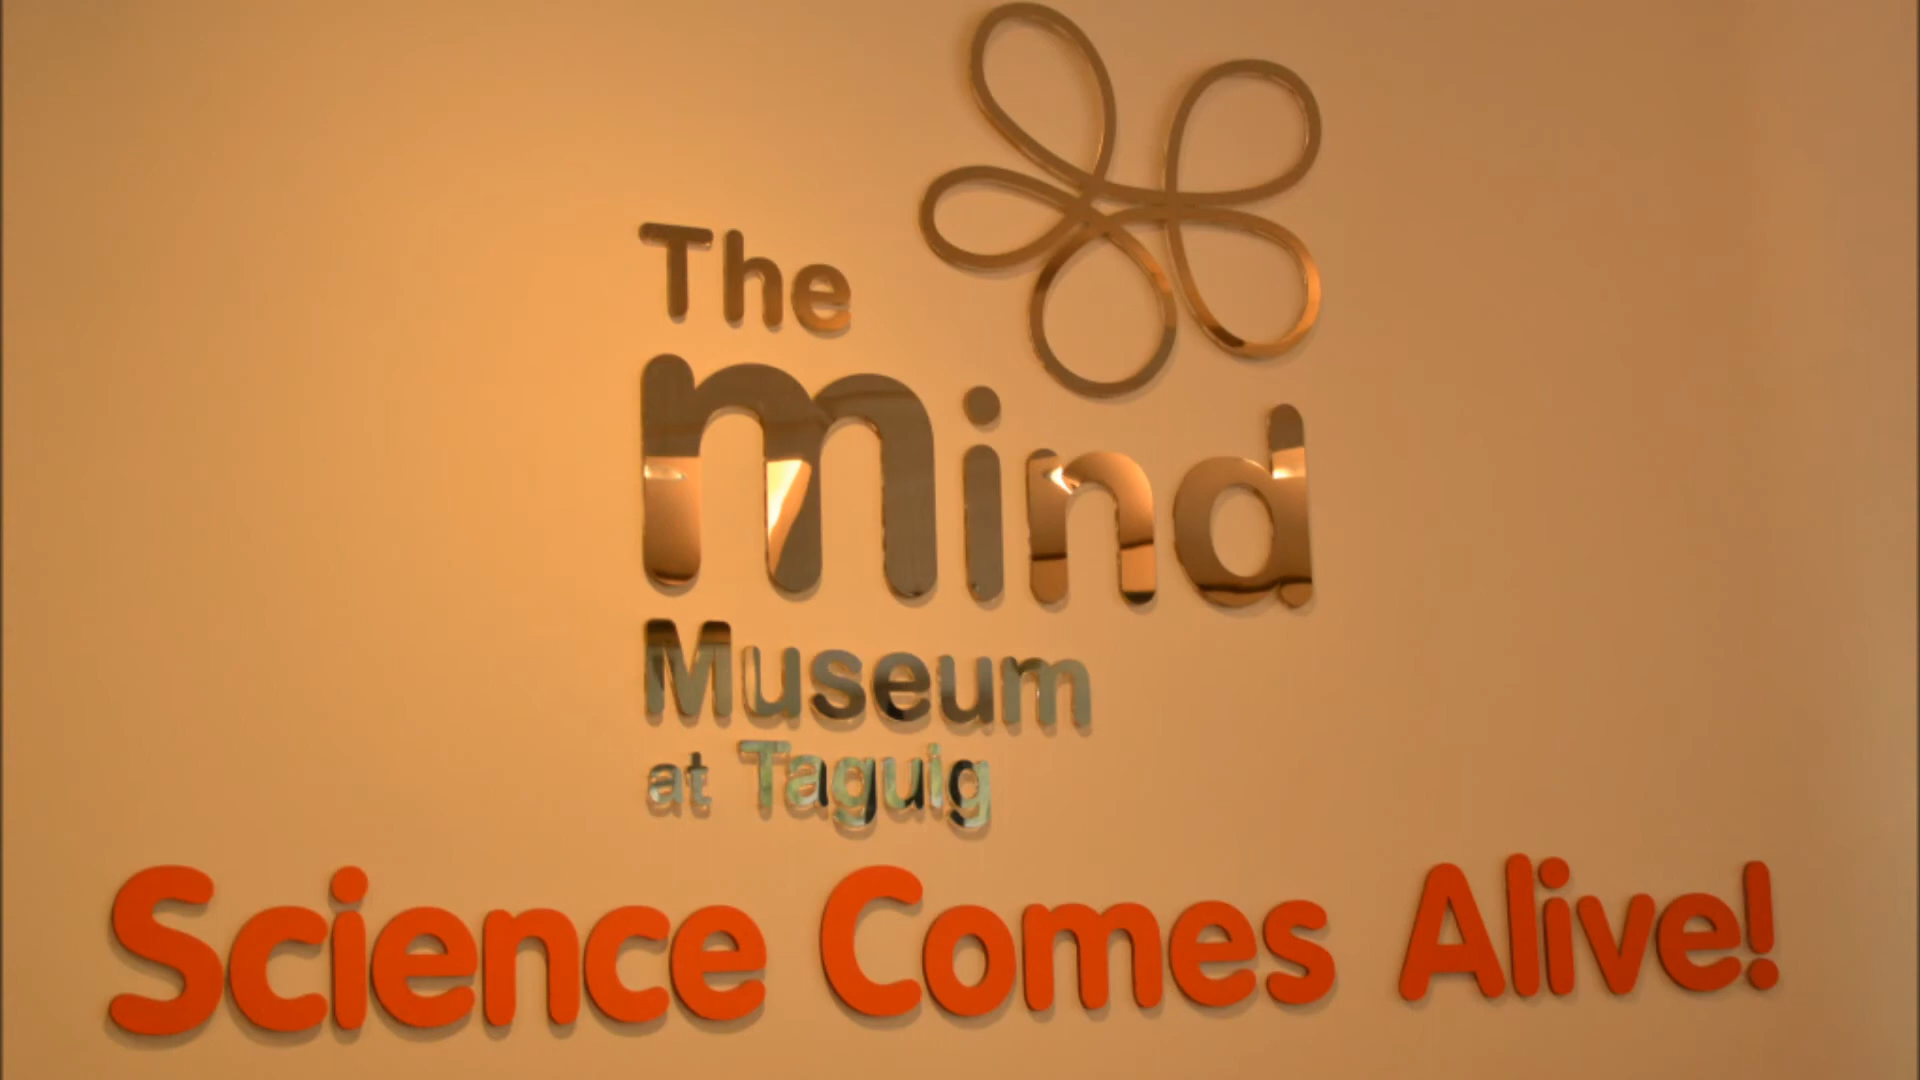 The
mind
Museum
at Taguig
Science Comes Alive!